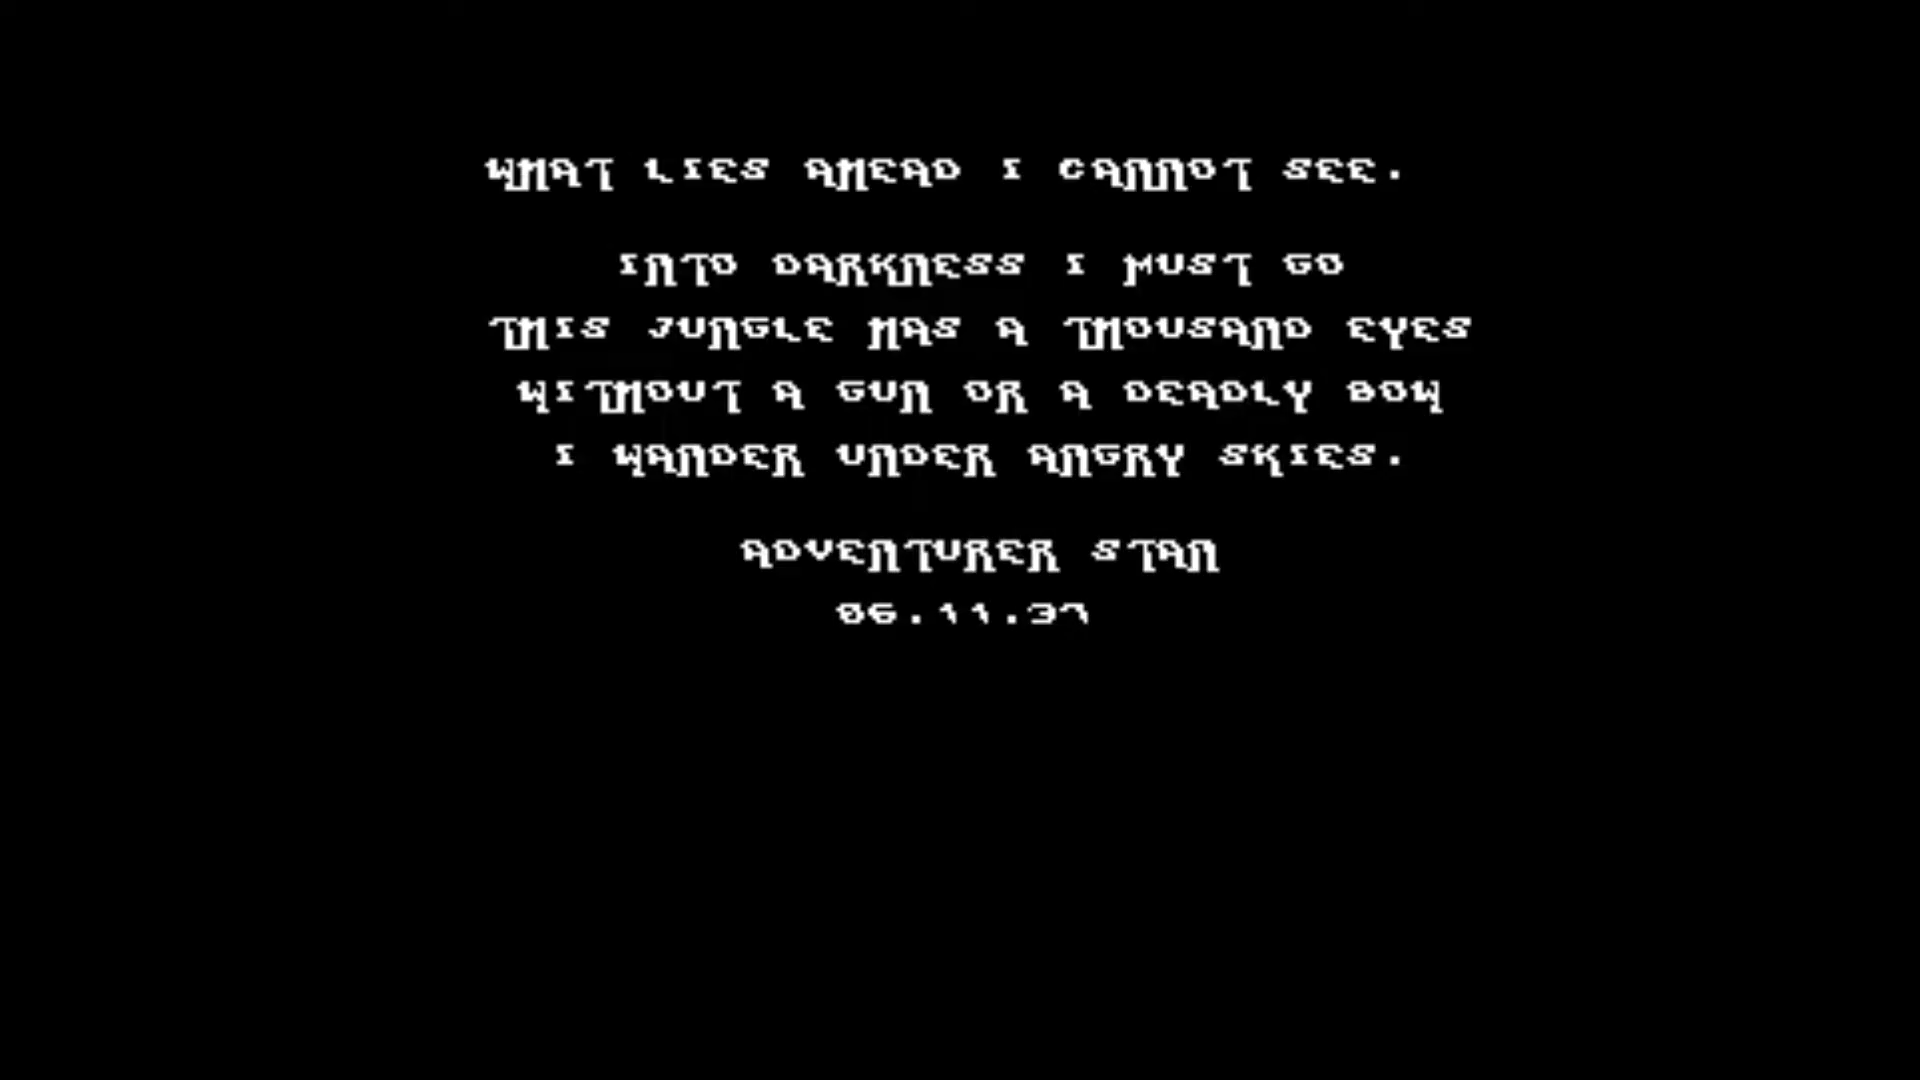 WHAT LIES AHEAD I CANNOT SEE.
INTO DARKNESS I MUST GO
THIS JUNGLE HAS A THOUSAND EYES
WITHOUT A GUN OR A DEADLY BOW
I WANDER UNDER ANGRY SKIES.
ADVENTURER STAN
06.11.37